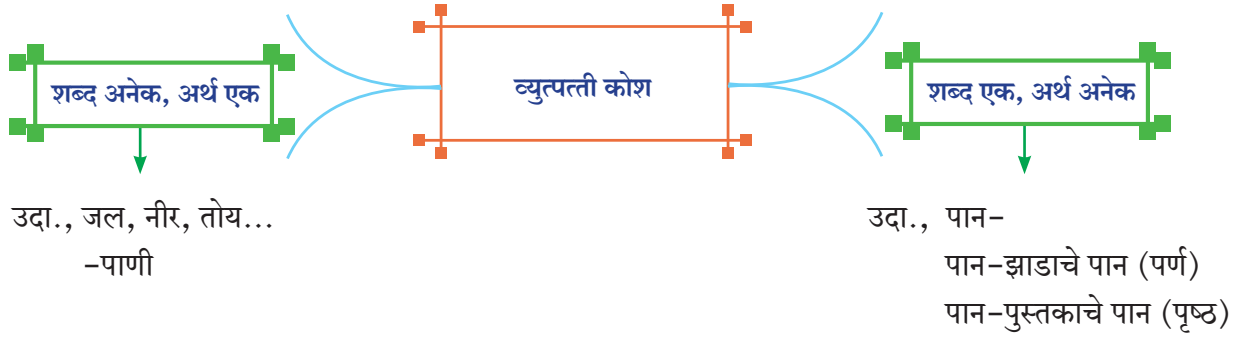 व्युत्पत्ती कोश
शब्द अनेक, अर्थ एक
उदा., जल, नीर, तोय...
-पाणी
शब्द एक, अर्थ अनेक
उदा., पान-
पान-झाडाचे पान (पर्ण)
पान-पुस्तकाचे पान (पृष्ठ)